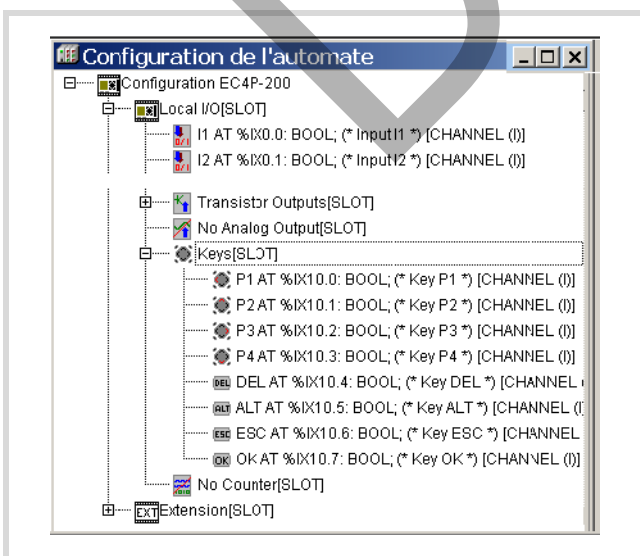 Configuration de l'automate
Configuration EC4P-200
Local I/O[SLOT]
I1 AT %IX0.0: BOOL; (* Input I1 *) [CHANNEL (I)]
I2 AT %IX0.1: BOOL; (* Input I2 *) [CHANNEL (I)]
Transistor Outputs[SLOT]
No Analog Output[SLOT]
Keys[SLOT]
P1 AT %IX10.0: BOOL; (* Key P1 *) [CHANNEL (I)]
P2 AT %IX10.1: BOOL; (* Key P2 *) [CHANNEL (I)]
P3 AT %IX10.2: BOOL; (* Key P3 *) [CHANNEL (I)]
P4 AT %IX10.3: BOOL; (* Key P4 *) [CHANNEL (I)]
DEL DEL AT %IX10.4: BOOL; (* Key DEL *) [CHANNEL (
ALT ALT AT %IX10.5: BOOL; (* Key ALT *) [CHANNEL (I)
ESC ESC AT %IX10.6: BOOL; (* Key ESC *) [CHANNEL
OK OK AT %IX10.7: BOOL; (* Key OK *) [CHANNEL (I)]
No Counter[SLOT]
EXT Extension[SLOT]